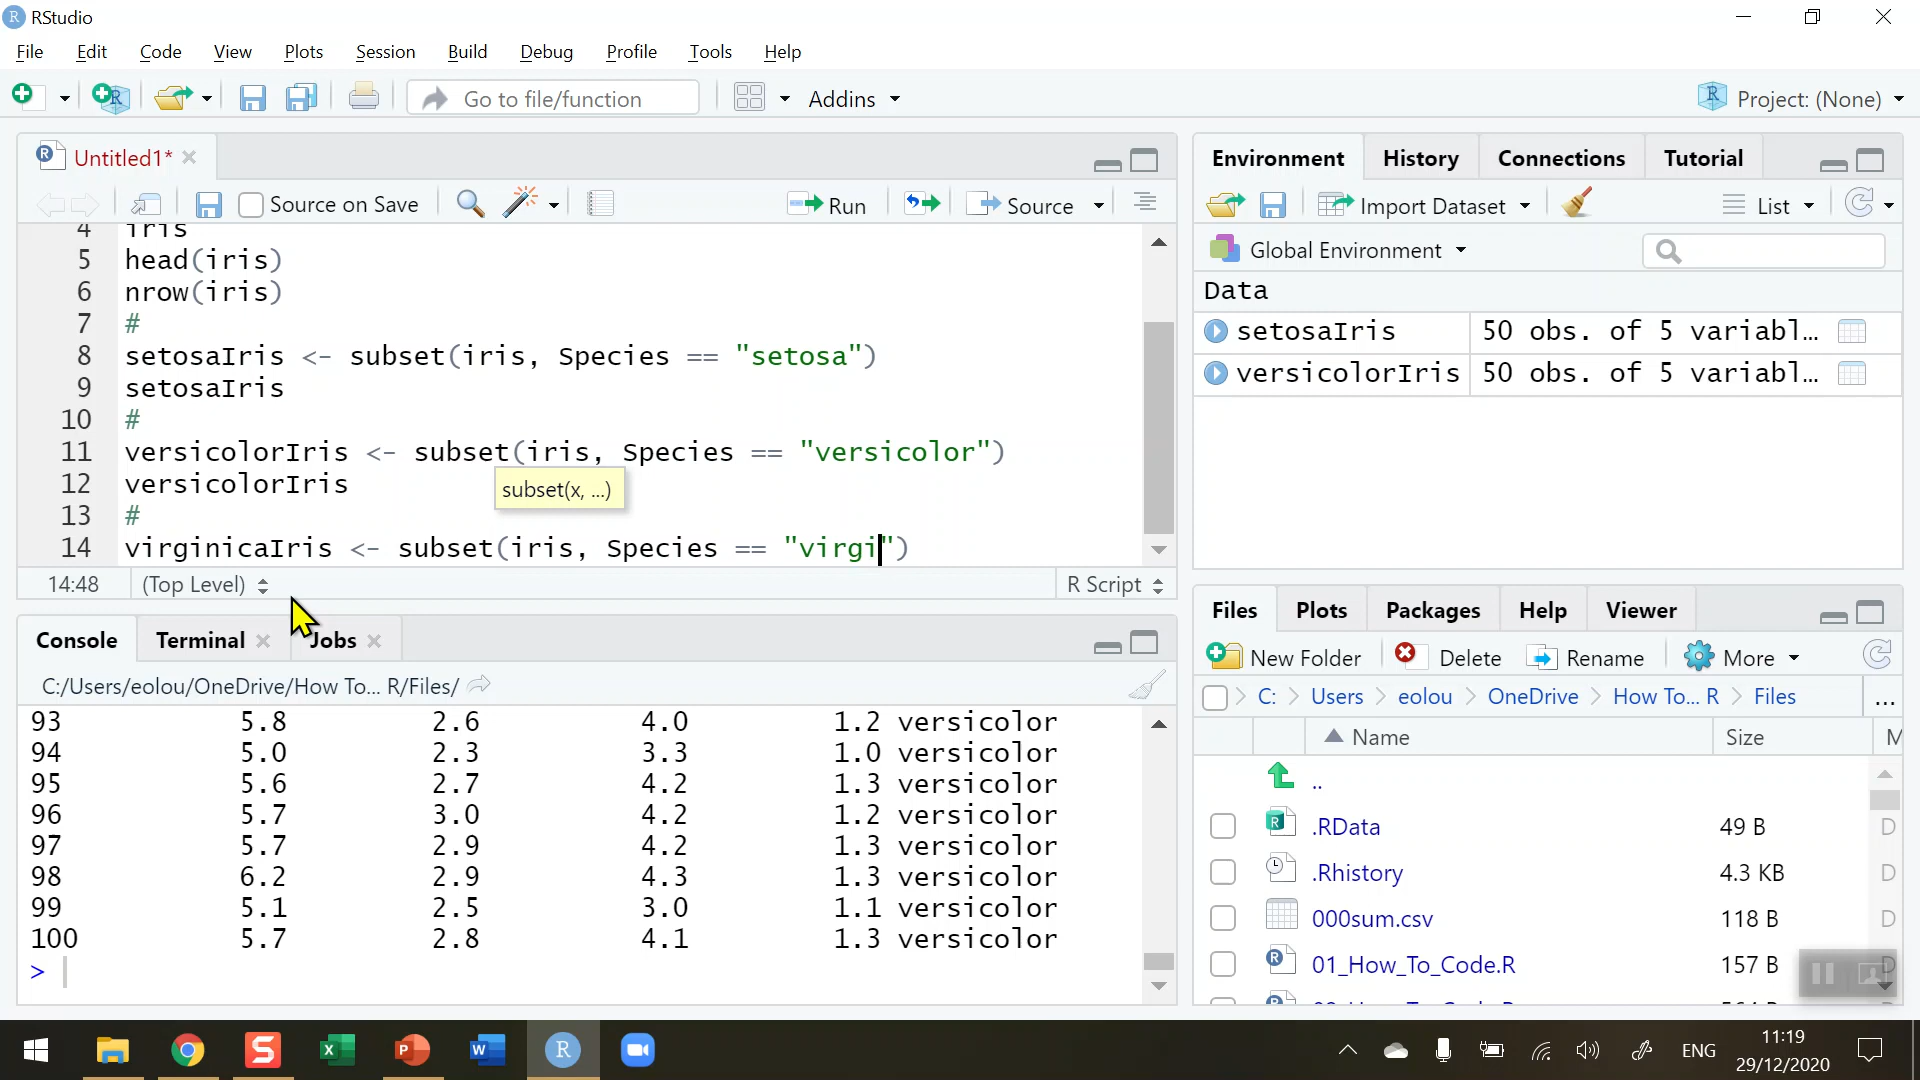 RStudio
File Edit Code View Plots Session Build Debug Profile Tools Help
Go to file/function Addins Project: (None)
Untitled1*
Source on Save Run Source
4 iris
5 head(iris)
6 nrow(iris)
7 #
8 setosaIris <- subset(iris, Species == "setosa")
9 setosaIris
10 #
11 versicolorIris <- subset(iris, Species == "versicolor")
12 versicolorIris
subset(x, ...)
13 #
14 virginicaIris <- subset(iris, Species == "virgi")
14:48 (Top Level) R Script
Console Terminal Jobs
C:/Users/eolou/OneDrive/How To... R/Files/
93 5.8 2.6 4.0 1.2 versicolor
94 5.0 2.3 3.3 1.0 versicolor
95 5.6 2.7 4.2 1.3 versicolor
96 5.7 3.0 4.2 1.2 versicolor
97 5.7 2.9 4.2 1.3 versicolor
98 6.2 2.9 4.3 1.3 versicolor
99 5.1 2.5 3.0 1.1 versicolor
100 5.7 2.8 4.1 1.3 versicolor
>
Environment History Connections Tutorial
Import Dataset List
Global Environment
Data
setosaIris 50 obs. of 5 variabl...
versicolorIris 50 obs. of 5 variabl...
Files Plots Packages Help Viewer
New Folder Delete Rename More
C: Users eolou OneDrive How To... R Files ...
Name Size M
..
.RData 49 B D
.Rhistory 4.3 KB D
000sum.csv 118 B D
01_How_To_Code.R 157 B D
ENG 11:19
29/12/2020